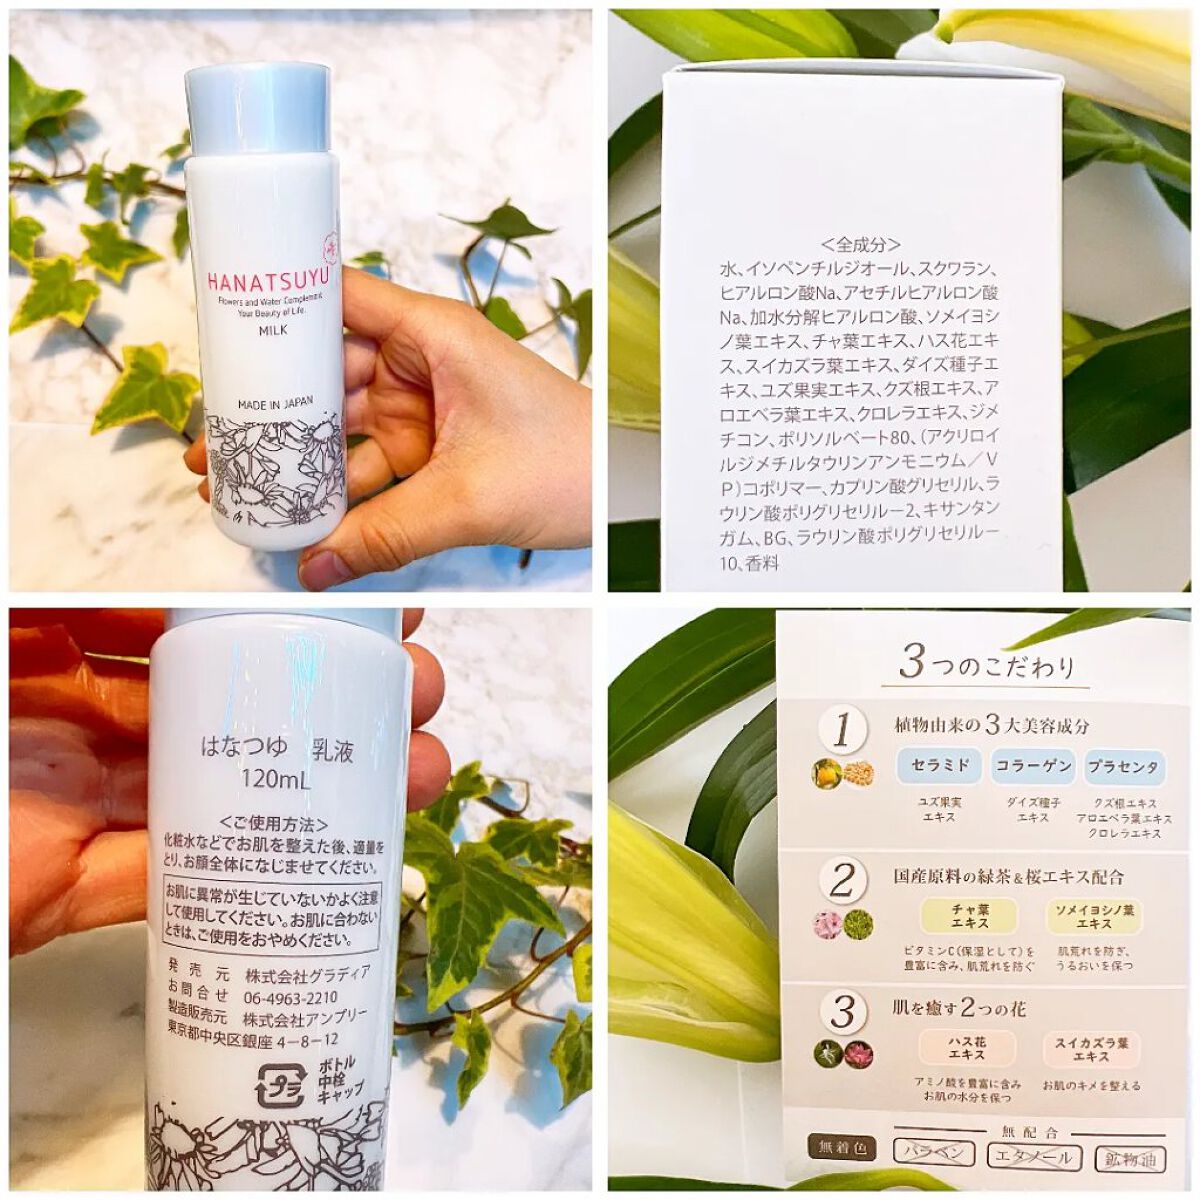 HANATSUYU
Flowers and Water Complement
Your Beauty of Life.
MILK
MADE IN JAPAN
＜全成分＞
水、イソペンチルジオール、スクワラン、
ヒアルロン酸Na、アセチルヒアルロン酸
Na、加水分解ヒアルロン酸、ソメイヨシ
ノ葉エキス、チャ葉エキス、ハス花エキ
ス、スイカズラ葉エキス、ダイズ種子エ
キス、ユズ果実エキス、クズ根エキス、ア
ロエベラ葉エキス、クロレラエキス、ジメ
チコン、ポリソルベート80、（アクリロイ
ルジメチルタウリンアンモニウム／V
P）コポリマー、カプリン酸グリセリル、ラ
ウリン酸ポリグリセリルー2、キサンタン
ガム、BG、ラウリン酸ポリグリセリルー
10、香料
はなつゆ 乳液
120mL
＜ご使用方法＞
化粧水などでお肌を整えた後、適量を
とり、お顔全体になじませてください。
お肌に異常が生じていないかよく注意
して使用してください。お肌に合わない
ときは、ご使用をおやめください。
発売元 株式会社グラディア
お問合せ 06-4963-2210
製造販売元 株式会社アンプリー
東京都中央区銀座4－8－12
プラ
ボトル
中栓
キャップ
3つのこだわり
1 植物由来の3大美容成分
セラミド コラーゲン プラセンタ
ユズ果実 ダイズ種子 クズ根エキス
エキス エキス アロエベラ葉エキス
クロレラエキス
2 国産原料の緑茶&桜エキス配合
チャ葉 ソメイヨシノ葉
エキス エキス
ビタミンC（保湿として）を 肌荒れを防ぎ、
豊富に含み、肌荒れを防ぐ うるおいを保つ
3 肌を癒す2つの花
ハス花 スイカズラ葉
エキス エキス
アミノ酸を豊富に含み お肌のキメを整える
お肌の水分を保つ
無配合
無着色 パラベン エタノール 鉱物油